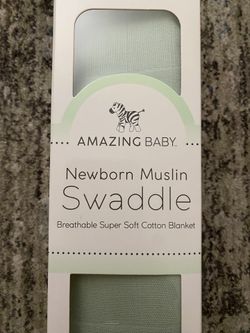 AMAZING BABY.
Newborn Muslin
Swaddle
Breathable Super Soft Cotton Blanket